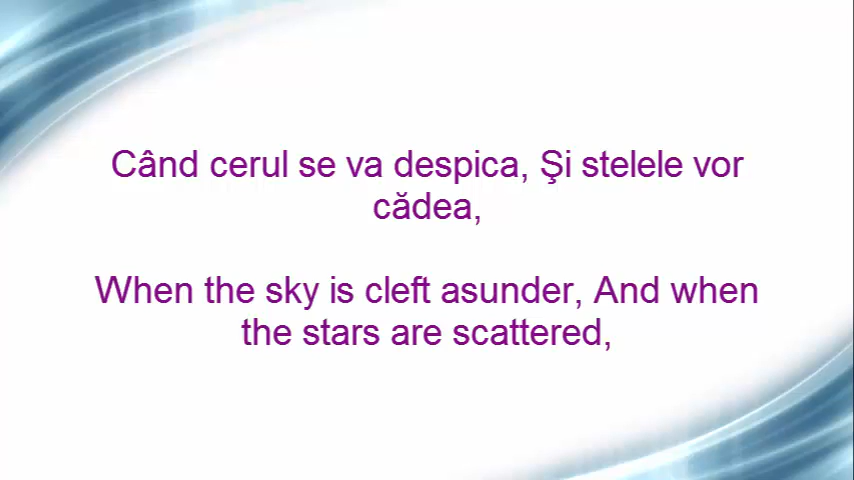 Când cerul se va despica, Şi stelele vor
cădea,
When the sky is cleft asunder, And when
the stars are scattered,